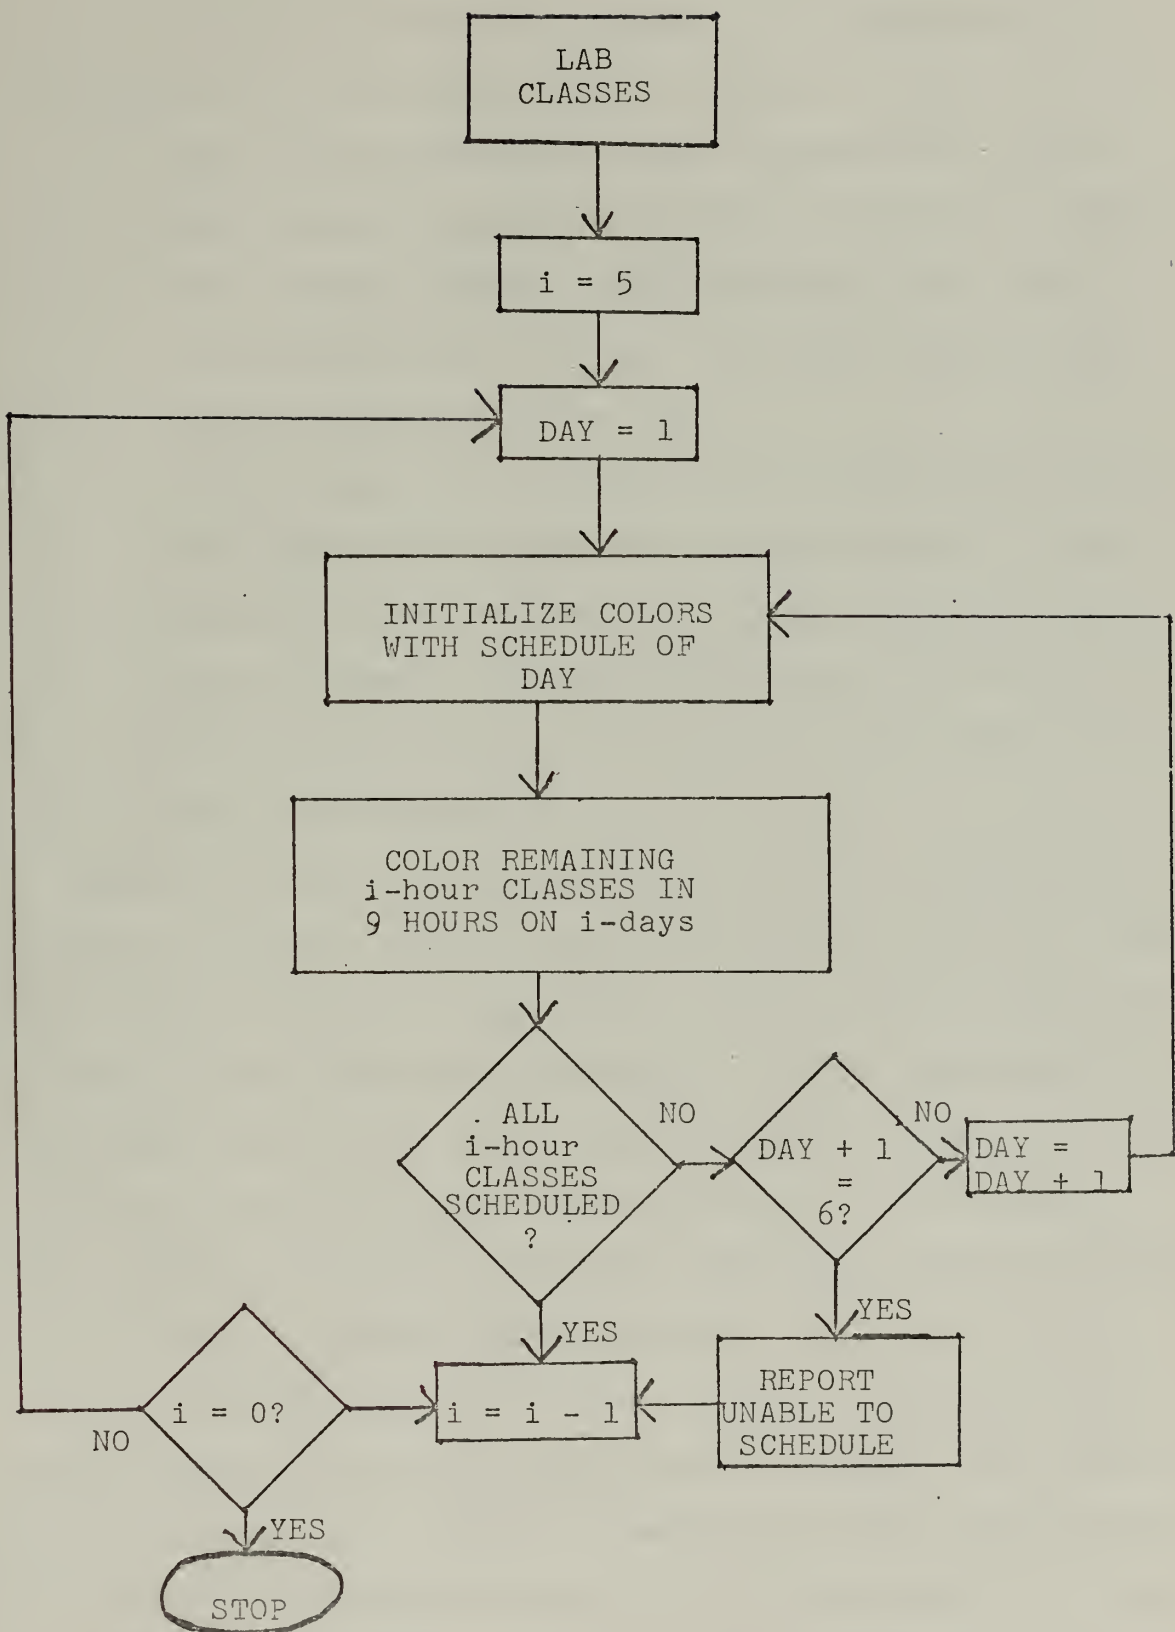 LAB
CLASSES
i = 5
DAY = 1
INITIALIZE COLORS
WITH SCHEDULE OF
DAY
COLOR REMAINING
i-hour CLASSES IN
9 HOURS ON i-days
ALL
i-hour
CLASSES
SCHEDULED
?
NO
DAY + 1
=
6?
NO
DAY =
DAY + 1
YES
YES
REPORT
UNABLE TO
SCHEDULE
i = i - 1
i = 0?
NO
YES
STOP